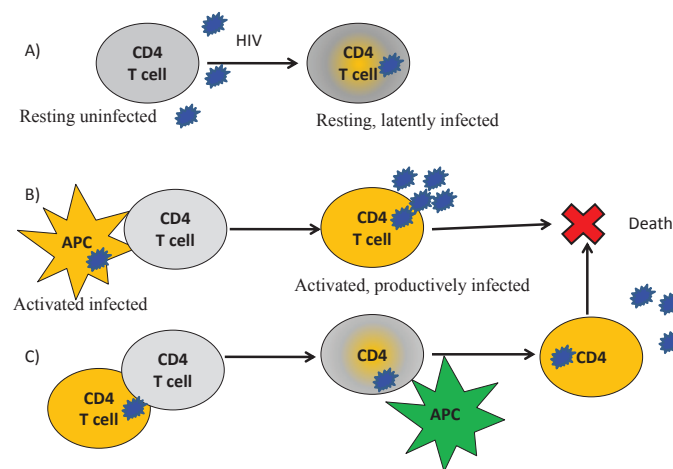 A)
CD4
T cell
HIV
CD4
T cell
Resting uninfected
Resting, latently infected
B)
APC
CD4
T cell
CD4
T cell
Death
Activated infected
Activated, productively infected
C)
CD4
T cell
CD4
T cell
CD4
APC
CD4